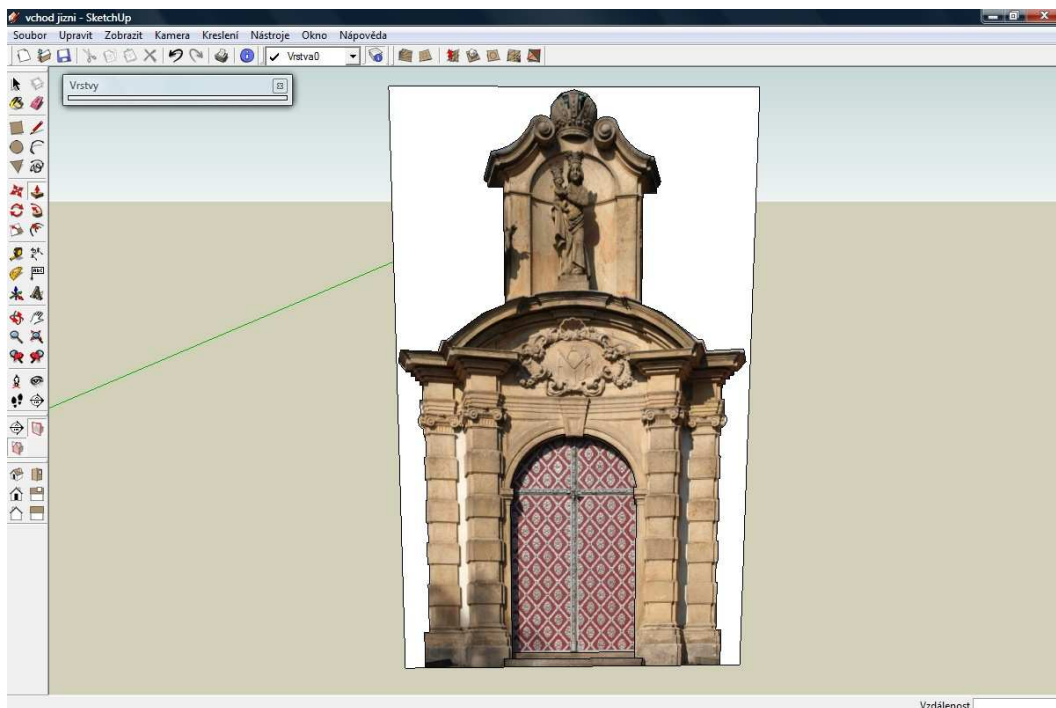 vchod jizni - SketchUp
Soubor Upravit Zobrazit Kamera Kreslení Nástroje Okno Nápověda
Vrstva0
Vrstvy
Vzdálenost